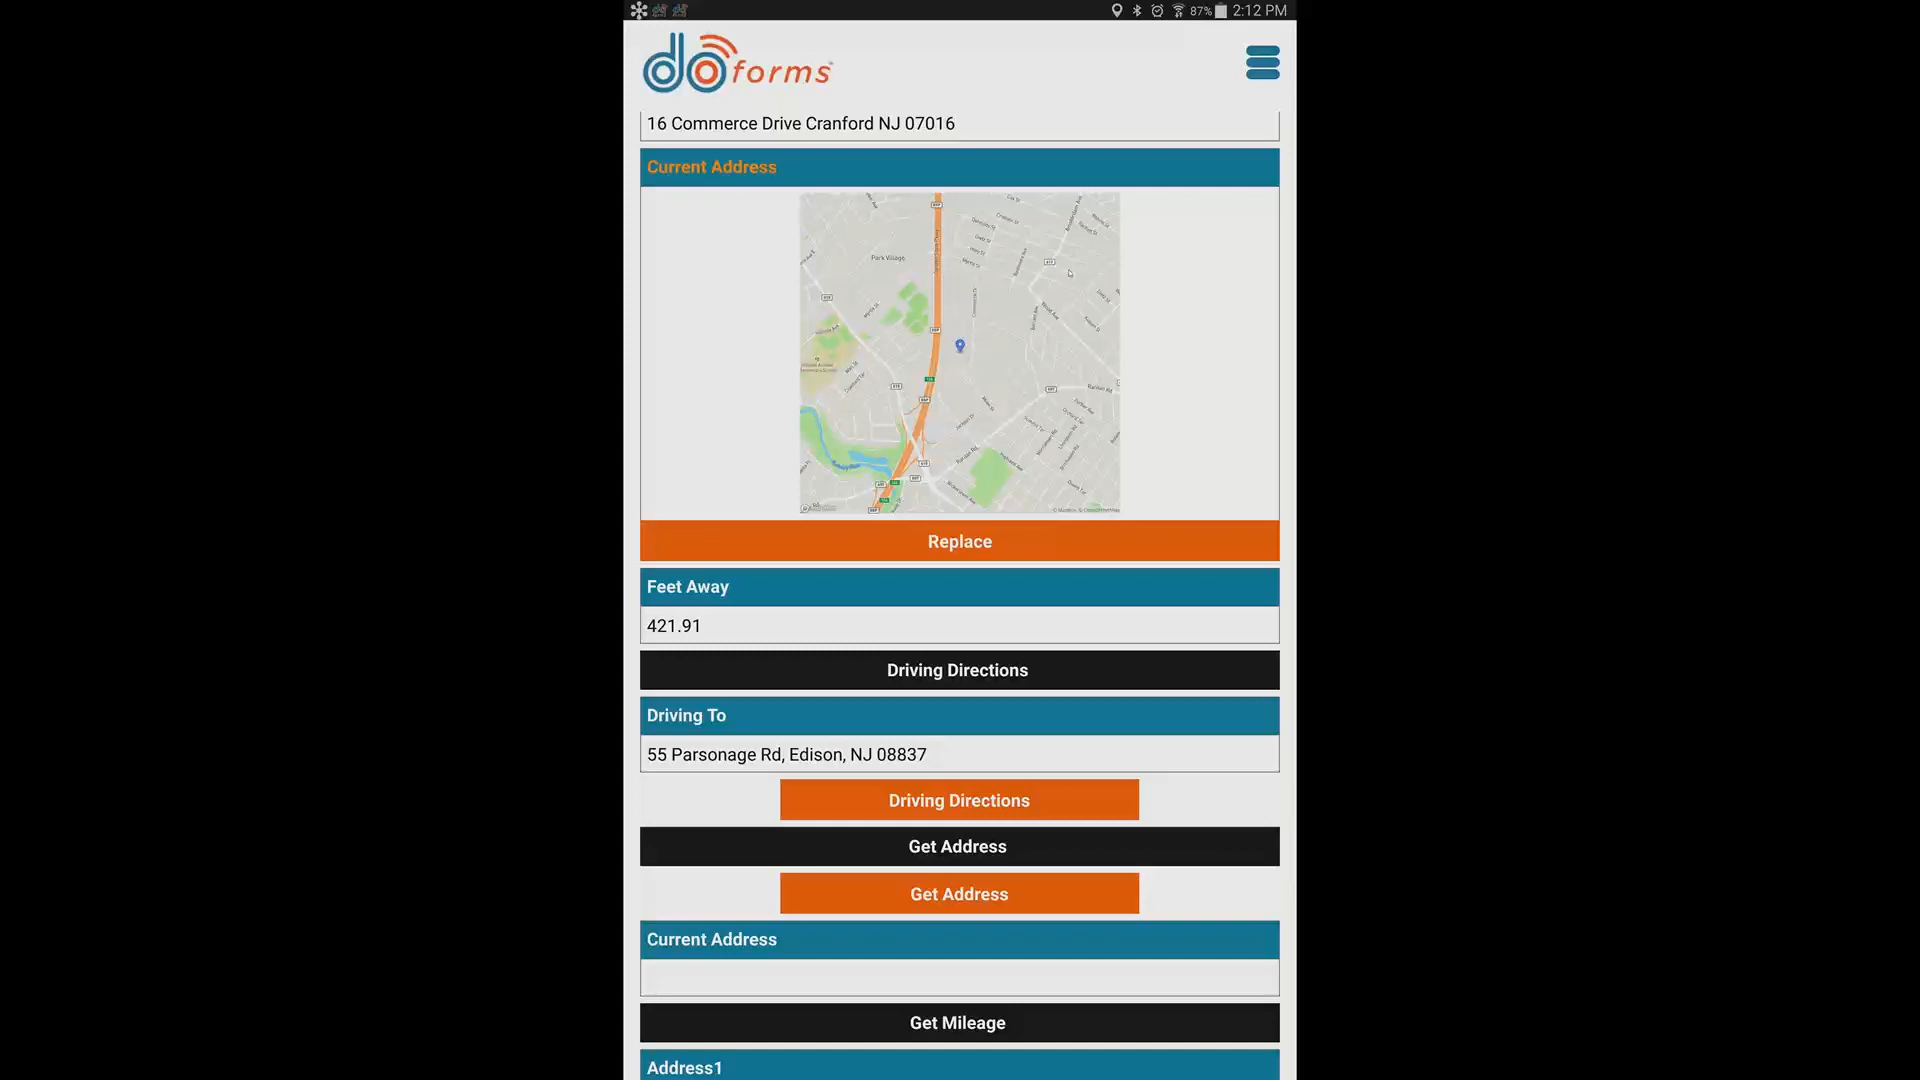 87% 2:12 PM
doforms
16 Commerce Drive Cranford NJ 07016
Current Address
Park Village
Replace
Feet Away
421.91
Driving Directions
Driving To
55 Parsonage Rd, Edison, NJ 08837
Driving Directions
Get Address
Get Address
Current Address
Get Mileage
Address1